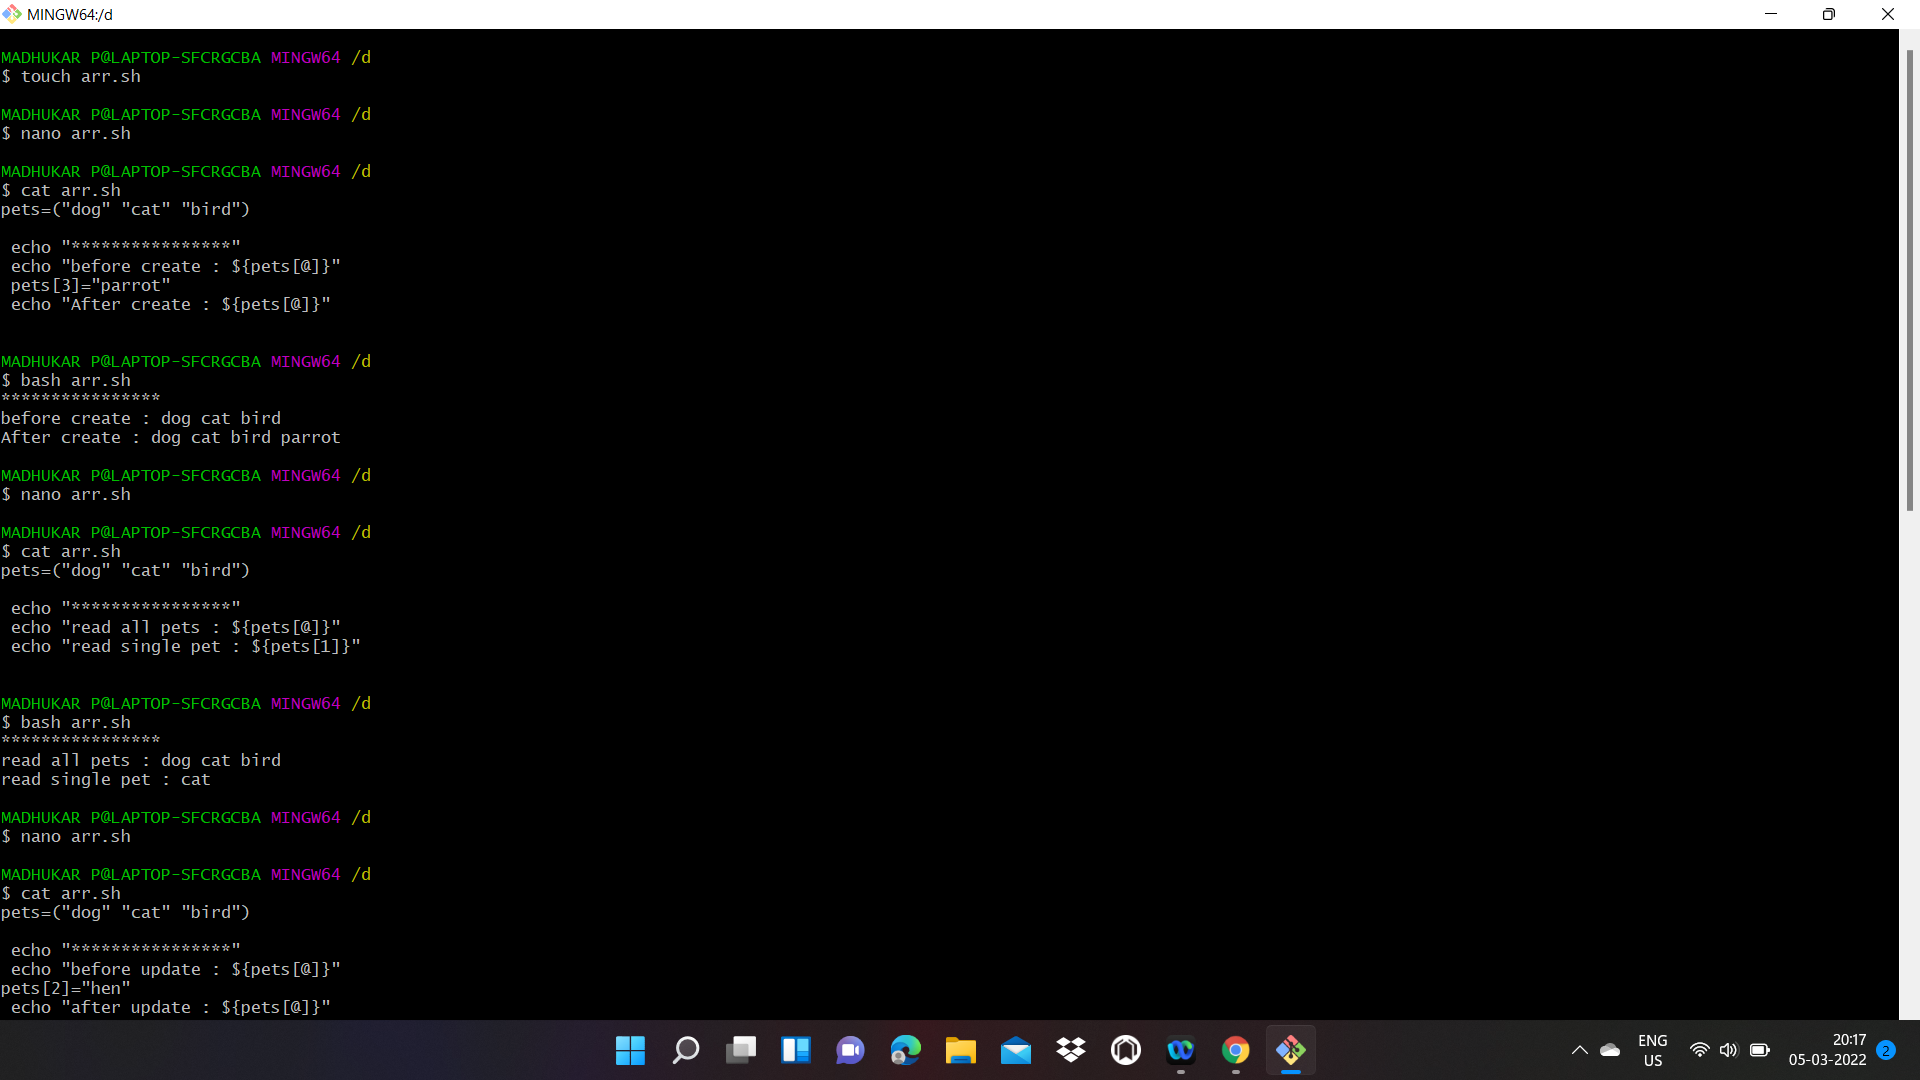 MINGW64:/d
MADHUKAR P@LAPTOP-SFCRGCBA MINGW64 /d
$ touch arr.sh
MADHUKAR P@LAPTOP-SFCRGCBA MINGW64 /d
$ nano arr.sh
MADHUKAR P@LAPTOP-SFCRGCBA MINGW64 /d
$ cat arr.sh
pets=("dog" "cat" "bird")
echo "****************"
echo "before create : ${pets[@]}"
pets[3]="parrot"
echo "After create : ${pets[@]}"
MADHUKAR P@LAPTOP-SFCRGCBA MINGW64 /d
$ bash arr.sh
****************
before create : dog cat bird
After create : dog cat bird parrot
MADHUKAR P@LAPTOP-SFCRGCBA MINGW64 /d
$ nano arr.sh
MADHUKAR P@LAPTOP-SFCRGCBA MINGW64 /d
$ cat arr.sh
pets=("dog" "cat" "bird")
echo "****************"
echo "read all pets : ${pets[@]}"
echo "read single pet : ${pets[1]}"
MADHUKAR P@LAPTOP-SFCRGCBA MINGW64 /d
$ bash arr.sh
****************
read all pets : dog cat bird
read single pet : cat
MADHUKAR P@LAPTOP-SFCRGCBA MINGW64 /d
$ nano arr.sh
MADHUKAR P@LAPTOP-SFCRGCBA MINGW64 /d
$ cat arr.sh
pets=("dog" "cat" "bird")
echo "****************"
echo "before update : ${pets[@]}"
pets[2]="hen"
echo "after update : ${pets[@]}"
ENG
US
20:17
05-03-2022
2